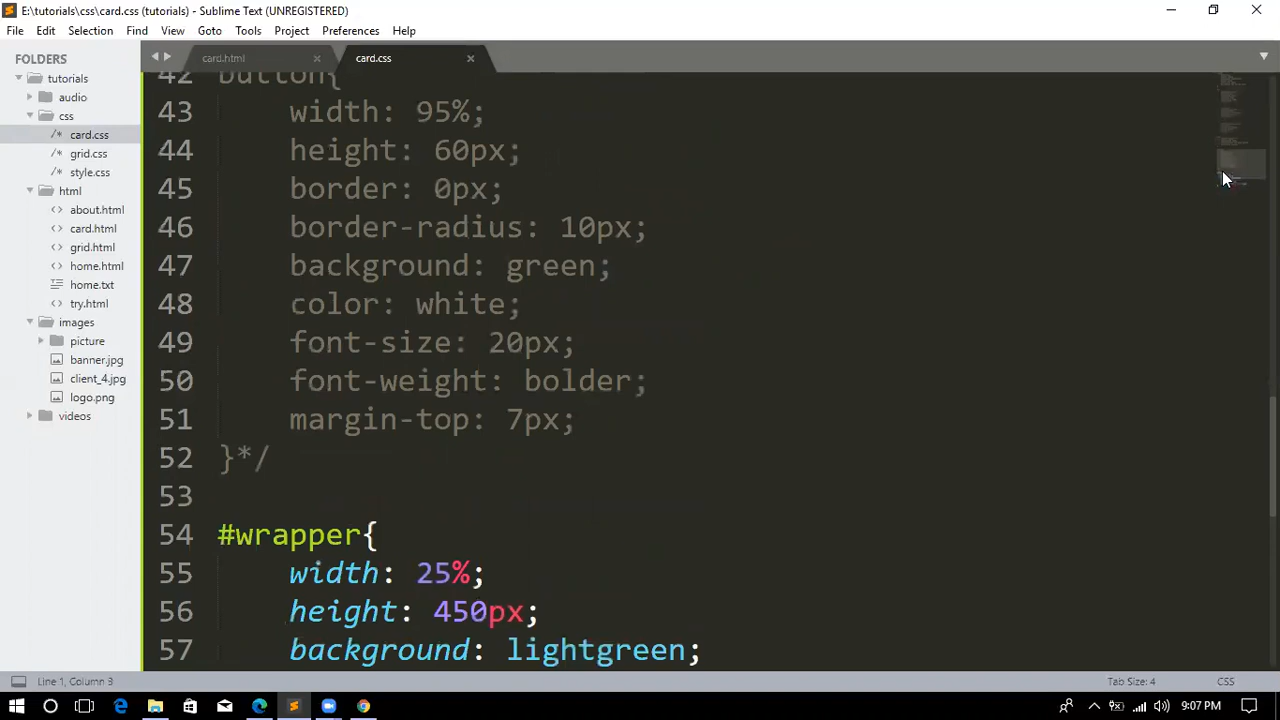 E:\tutorials\css\card.css (tutorials) - Sublime Text (UNREGISTERED)
File Edit Selection Find View Goto Tools Project Preferences Help
FOLDERS
tutorials
audio
css
/* card.css
/* grid.css
/* style.css
html
<> about.html
<> card.html
<> grid.html
<> home.html
home.txt
<> try.html
images
picture
banner.jpg
client_4.jpg
logo.png
videos
card.html
card.css
42 button{
43 width: 95%;
44 height: 60px;
45 border: 0px;
46 border-radius: 10px;
47 background: green;
48 color: white;
49 font-size: 20px;
50 font-weight: bolder;
51 margin-top: 7px;
52 }*/
53
54 #wrapper{
55 width: 25%;
56 height: 450px;
57 background: lightgreen;
Line 1, Column 3
Tab Size: 4
CSS
9:07 PM